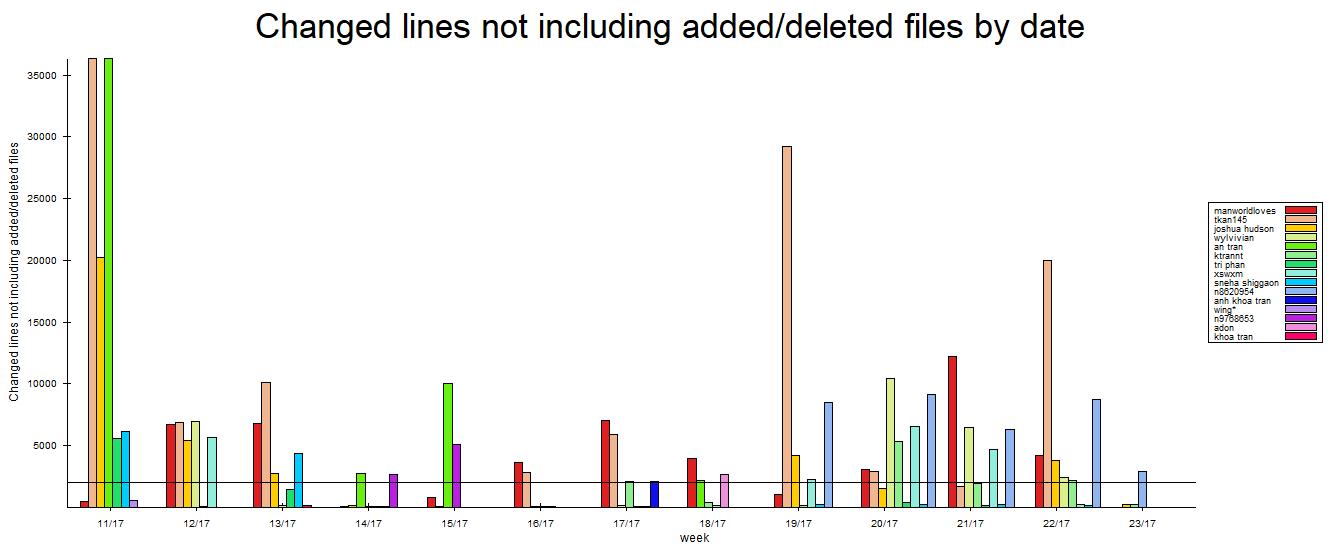 Changed lines not including added/deleted files by date
Changed lines not including added/deleted files
35000
30000
25000
20000
15000
10000
5000
11/17
12/17
13/17
14/17
15/17
16/17
17/17
18/17
19/17
20/17
21/17
22/17
23/17
week
manworldloves
tkan145
joshua hudson
wylvivian
an tran
ktrannt
tri phan
xswxm
sneha shiggaon
n8620954
anh khoa tran
wing*
n9768653
adon
khoa tran